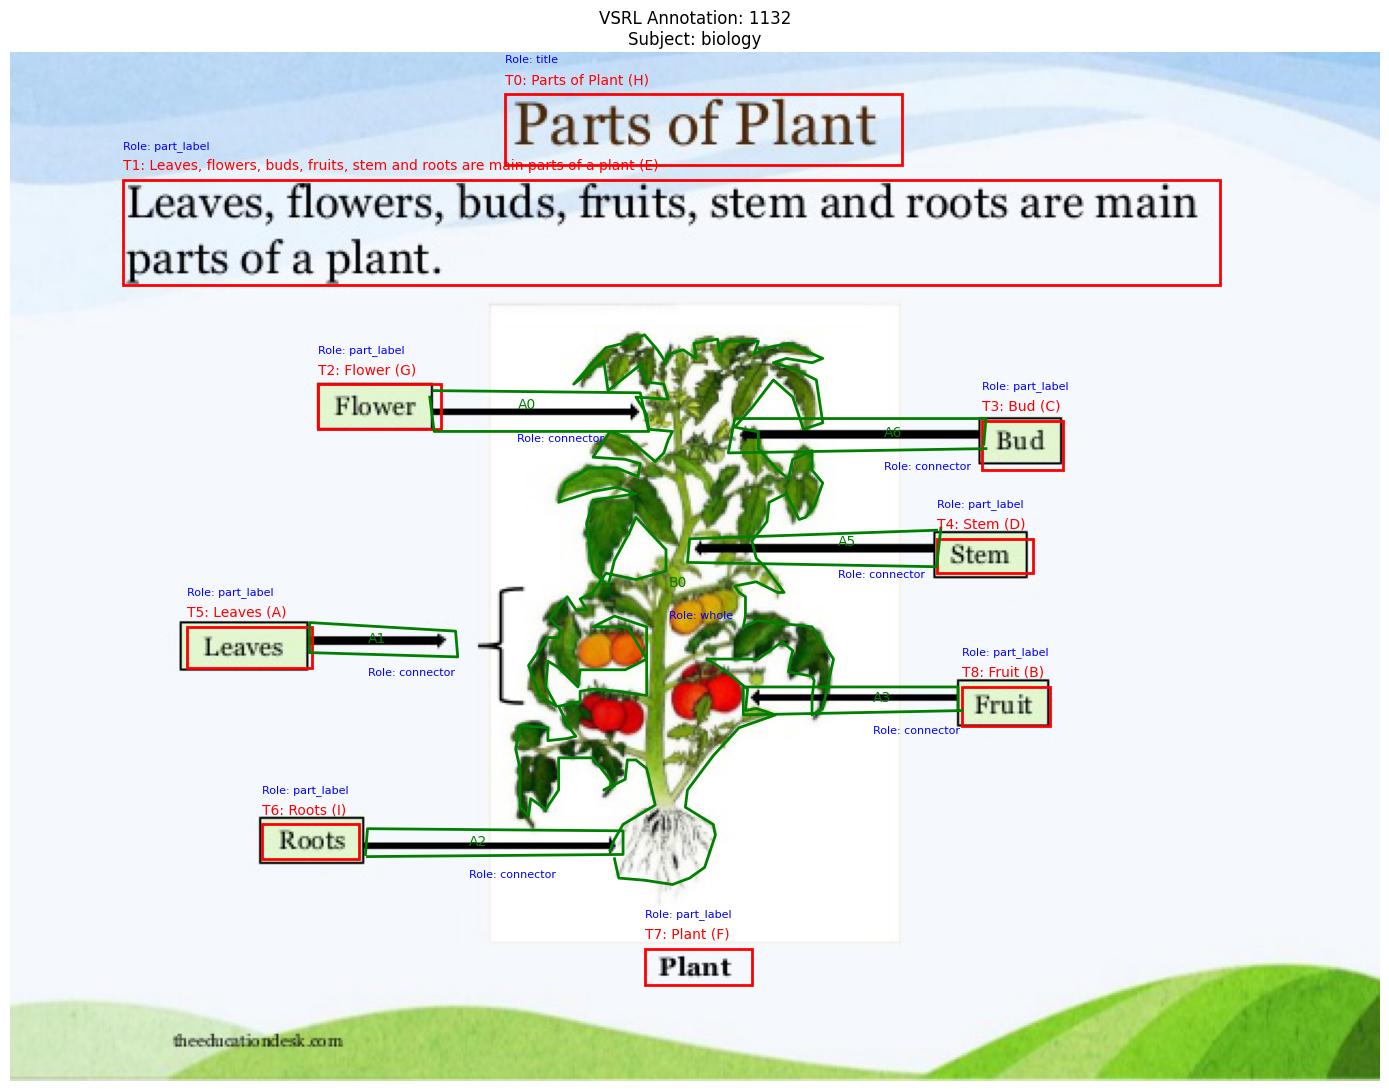 VSRL Annotation: 1132
Subject: biology
Role: title
T0: Parts of Plant (H)
Parts of Plant
Role: part_label
T1: Leaves, flowers, buds, fruits, stem and roots are main parts of a plant (E)
Leaves, flowers, buds, fruits, stem and roots are main
parts of a plant.
Role: part_label
T2: Flower (G)
Flower
A0
Role: connector
Role: part_label
T3: Bud (C)
Bud
A6
Role: connector
Role: part_label
T4: Stem (D)
Stem
A5
Role: connector
B0
Role: whole
Role: part_label
T5: Leaves (A)
Leaves
A1
Role: connector
Role: part_label
T8: Fruit (B)
Fruit
A3
Role: connector
Role: part_label
T6: Roots (I)
Roots
A2
Role: connector
Role: part_label
T7: Plant (F)
Plant
theeducationdesk.com